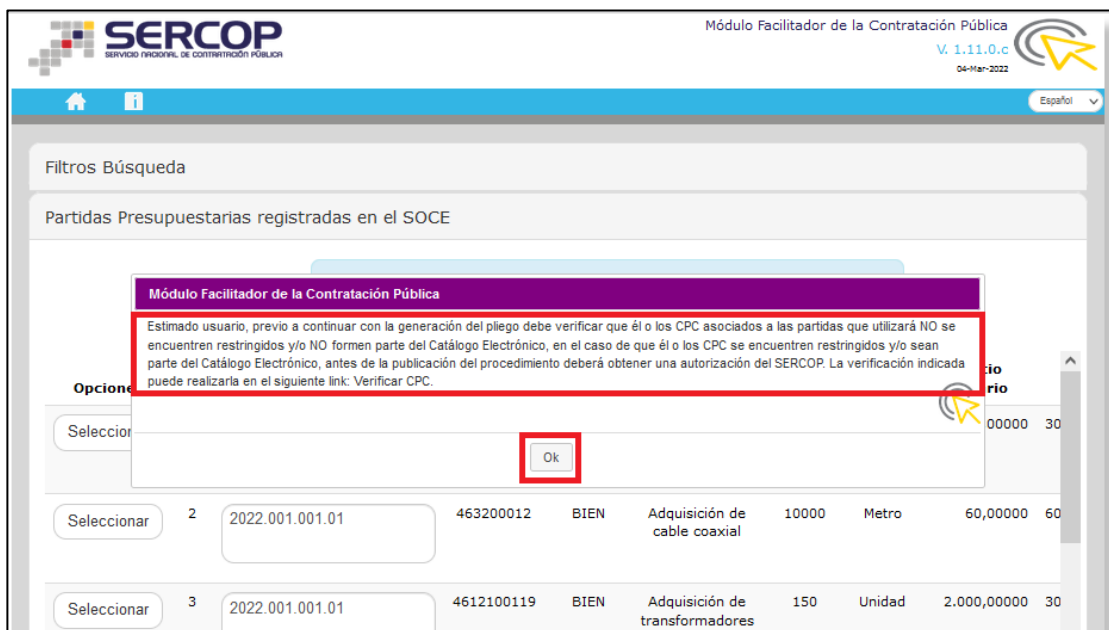 SERCOP
SERVICIO NACIONAL DE CONTRATACIÓN PÚBLICA
Módulo Facilitador de la Contratación Pública
V. 1.11.0.c
04-Mar-2022
Español
Filtros Búsqueda
Partidas Presupuestarias registradas en el SOCE
Módulo Facilitador de la Contratación Pública
Estimado usuario, previo a continuar con la generación del pliego debe verificar que él o los CPC asociados a las partidas que utilizará NO se
encuentren restringidos y/o NO formen parte del Catálogo Electrónico, en el caso de que él o los CPC se encuentren restringidos y/o sean
parte del Catálogo Electrónico, antes de la publicación del procedimiento deberá obtener una autorización del SERCOP. La verificación indicada
puede realizarla en el siguiente link: Verificar CPC.
Ok
Seleccionar 2 2022.001.001.01 463200012 BIEN Adquisición de 10000 Metro 60,00000 60
cable coaxial
Seleccionar 3 2022.001.001.01 4612100119 BIEN Adquisición de 150 Unidad 2.000,00000 30
transformadores